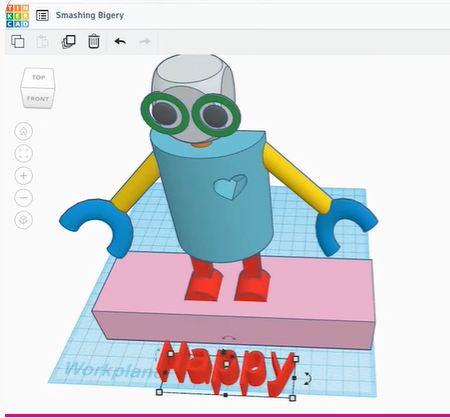 TIN
KER
CAD
Smashing Bigery
TOP
FRONT
Workplane
Happy